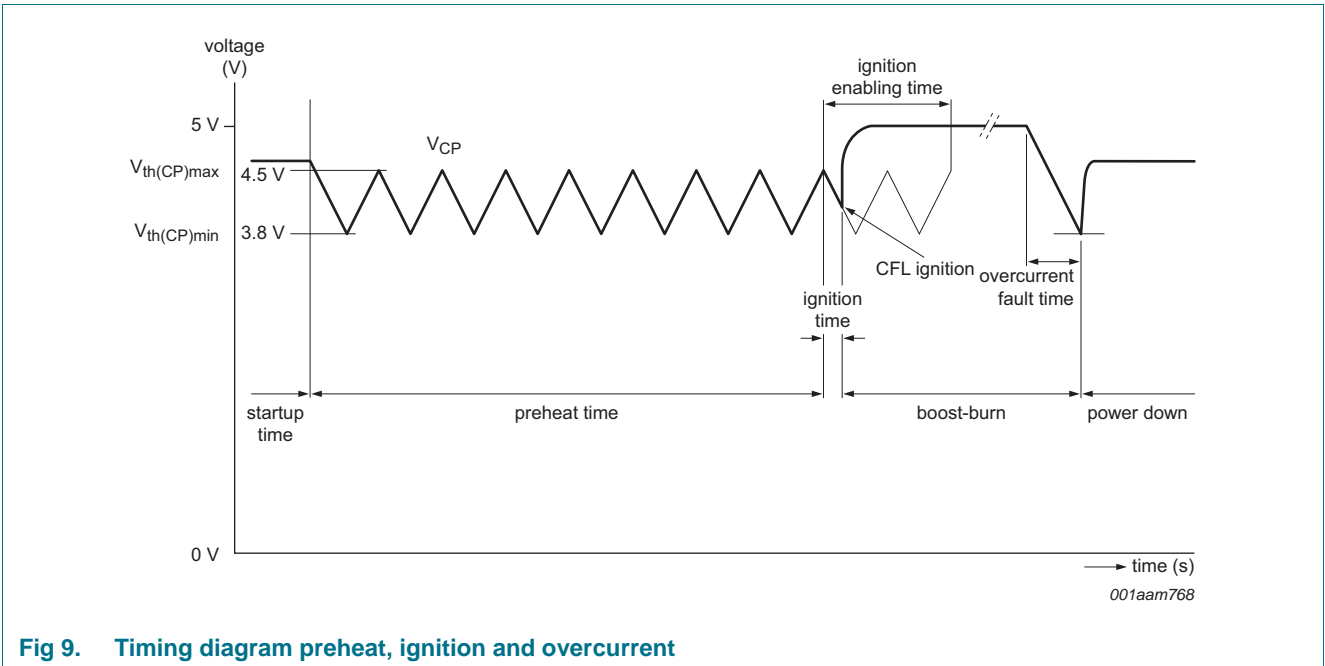 voltage
(V)
ignition
enabling time
5 V
VCP
Vth(CP)max
4.5 V
Vth(CP)min
3.8 V
CFL ignition
overcurrent
fault time
ignition
time
startup
time
preheat time
boost-burn
power down
0 V
time (s)
001aam768
Fig 9. Timing diagram preheat, ignition and overcurrent